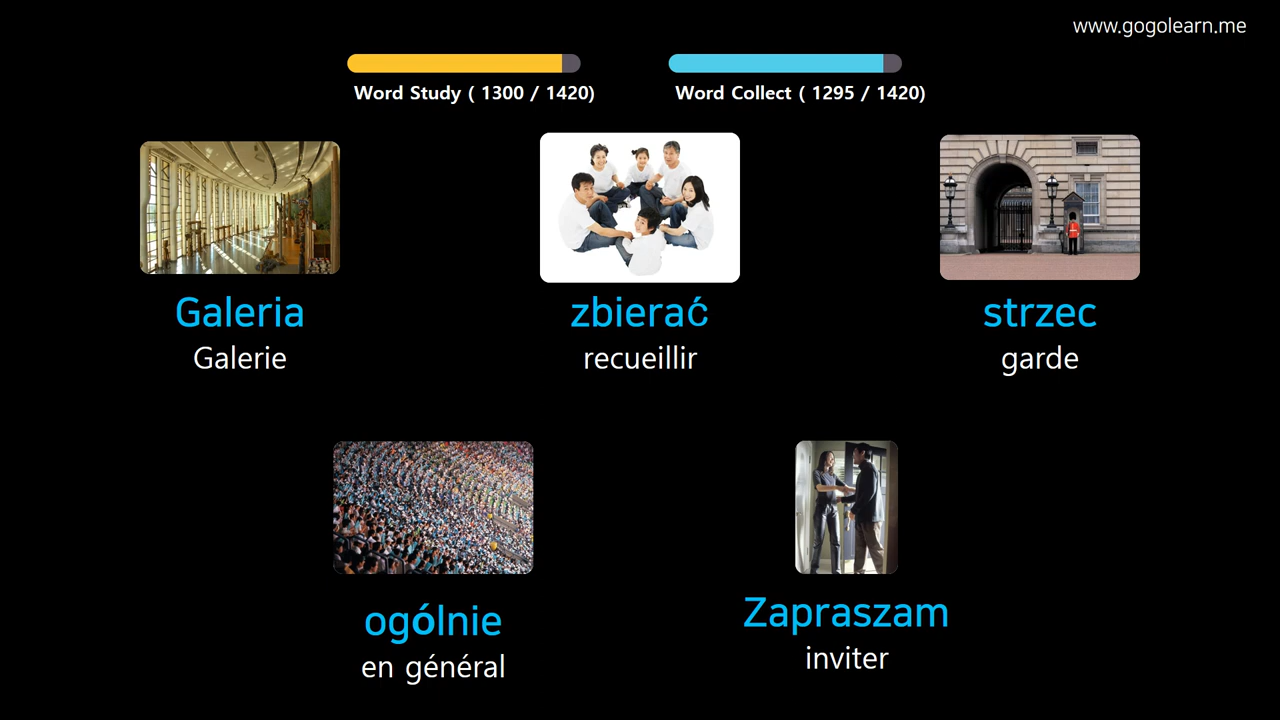 www.gogolearn.me
Word Study ( 1300 / 1420)
Word Collect ( 1295 / 1420)
Galeria
Galerie
zbierać
recueillir
strzec
garde
ogólnie
en général
Zapraszam
inviter